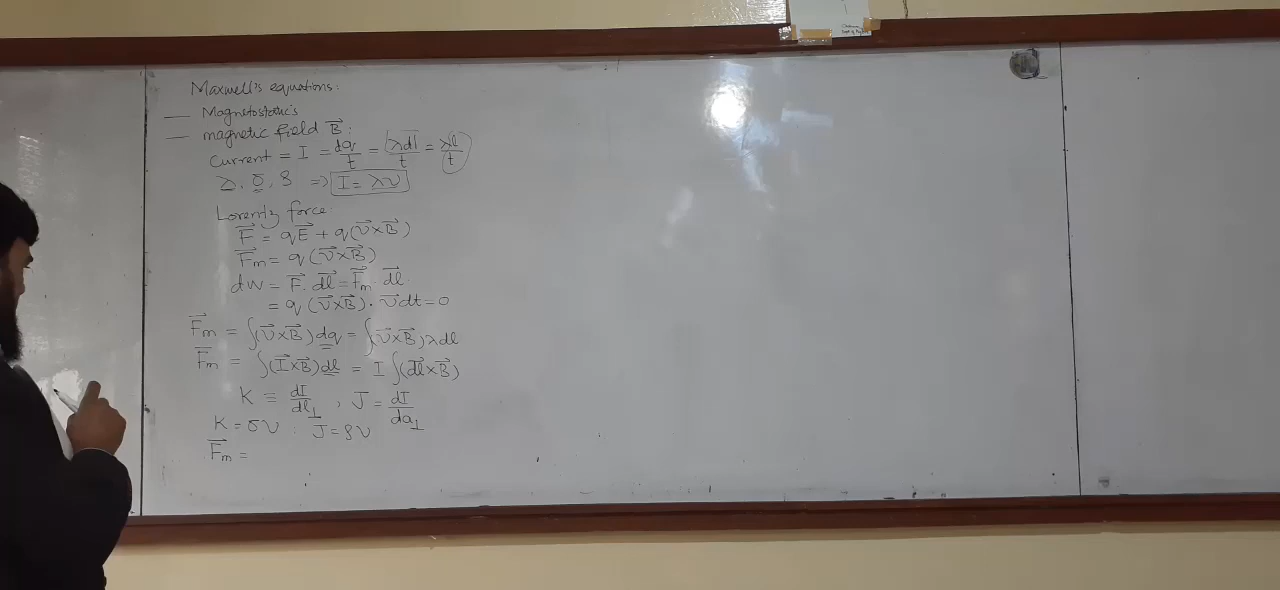 Maxwell's equations:
— Magnetostatics
— magnetic field B⃗:
Current = I = dq/t = λdl/t = λl/t
λ, σ, ρ ⇒ I = λv
Lorentz force:
F⃗ = qE⃗ + q(v⃗×B⃗)
F⃗m = q(v⃗×B⃗)
dw = F⃗. dl⃗ = F⃗m. dl⃗.
= q(v⃗×B⃗). v⃗dt = 0
F⃗m = ∫(v⃗×B⃗)dq = ∫(v⃗×B⃗)λdl
F⃗m = ∫(I⃗×B⃗)dl = I∫(dl⃗×B⃗)
K ≡ dI/dl⊥ , J = dI/da⊥
K = σv : J = ρv
F⃗m =